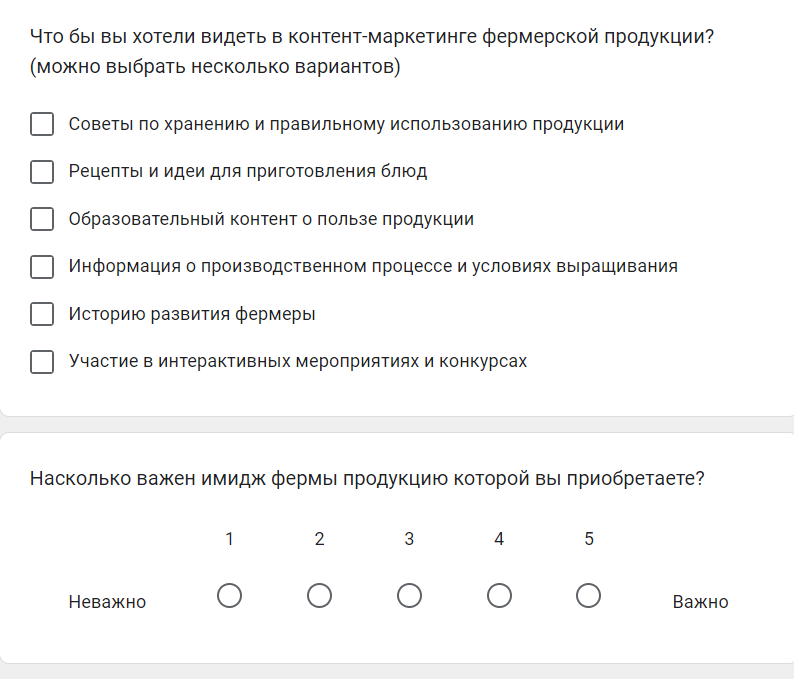 Что бы вы хотели видеть в контент-маркетинге фермерской продукции?
(можно выбрать несколько вариантов)
Советы по хранению и правильному использованию продукции
Рецепты и идеи для приготовления блюд
Образовательный контент о пользе продукции
Информация о производственном процессе и условиях выращивания
Историю развития фермеры
Участие в интерактивных мероприятиях и конкурсах
Насколько важен имидж фермы продукцию которой вы приобретаете?
1 2 3 4 5
Неважно Важно